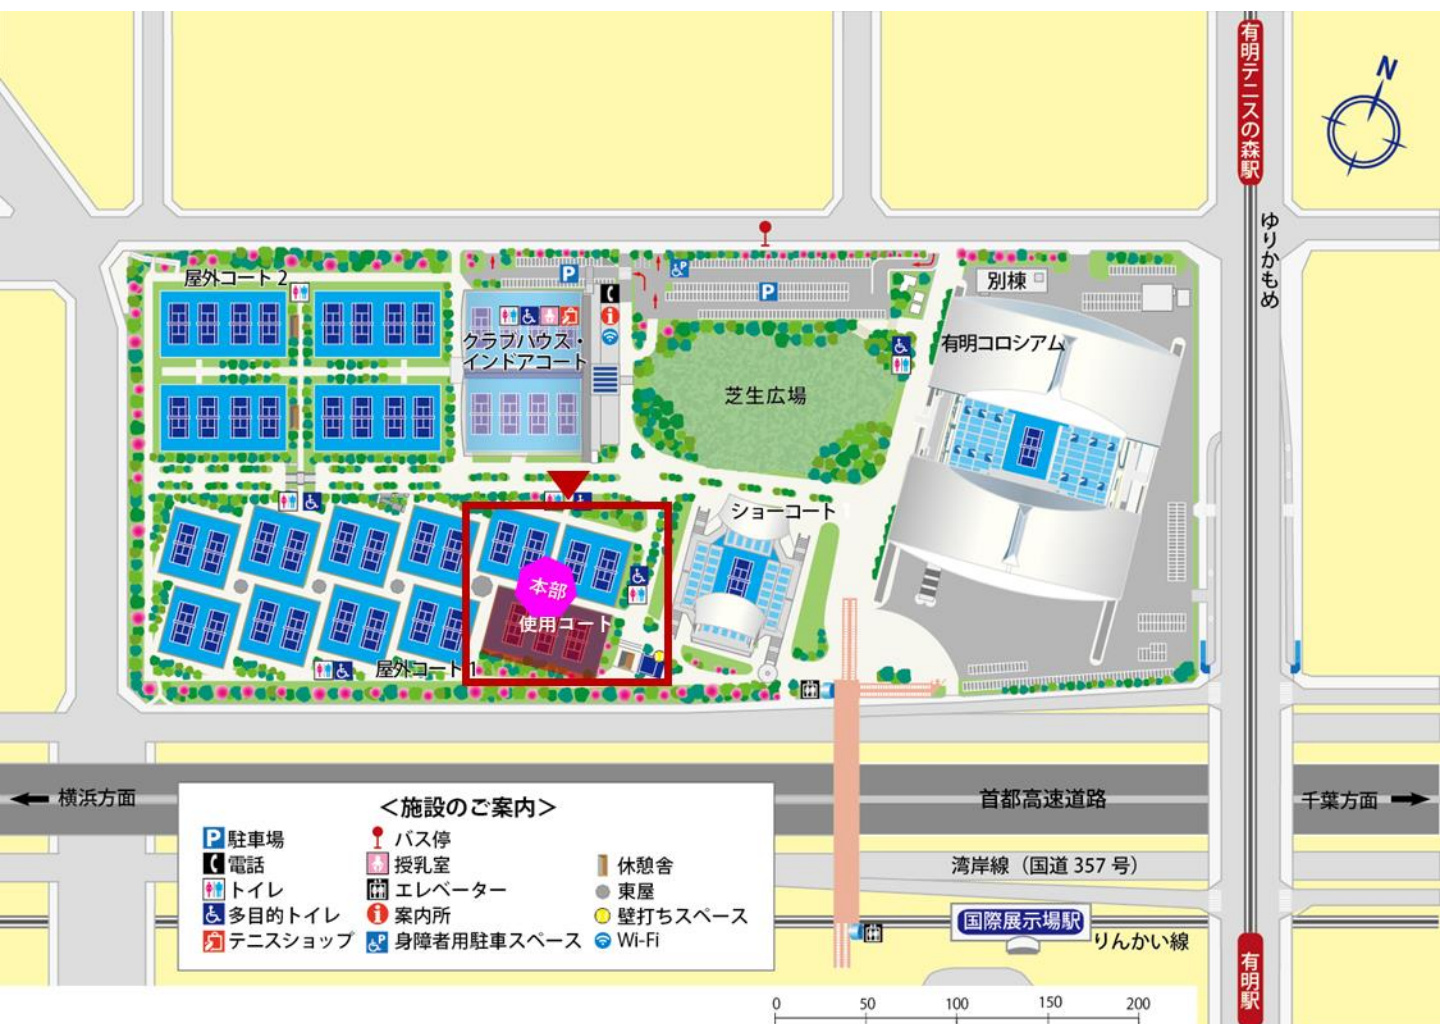 有明テニスの森駅
N
ゆりかもめ
屋外コート 2
P
P
P
別棟
i
クラブハウス・
インドアコート
有明コロシアム
芝生広場
ショーコート 1
本部
使用コート
屋外コート 1
横浜方面
首都高速道路
千葉方面
＜施設のご案内＞
P 駐車場
バス停
電話
授乳室
休憩舎
トイレ
エレベーター
東屋
多目的トイレ
i 案内所
壁打ちスペース
テニスショップ
P 身障者用駐車スペース
Wi-Fi
湾岸線（国道 357 号）
国際展示場駅
りんかい線
有明駅
0 50 100 150 200